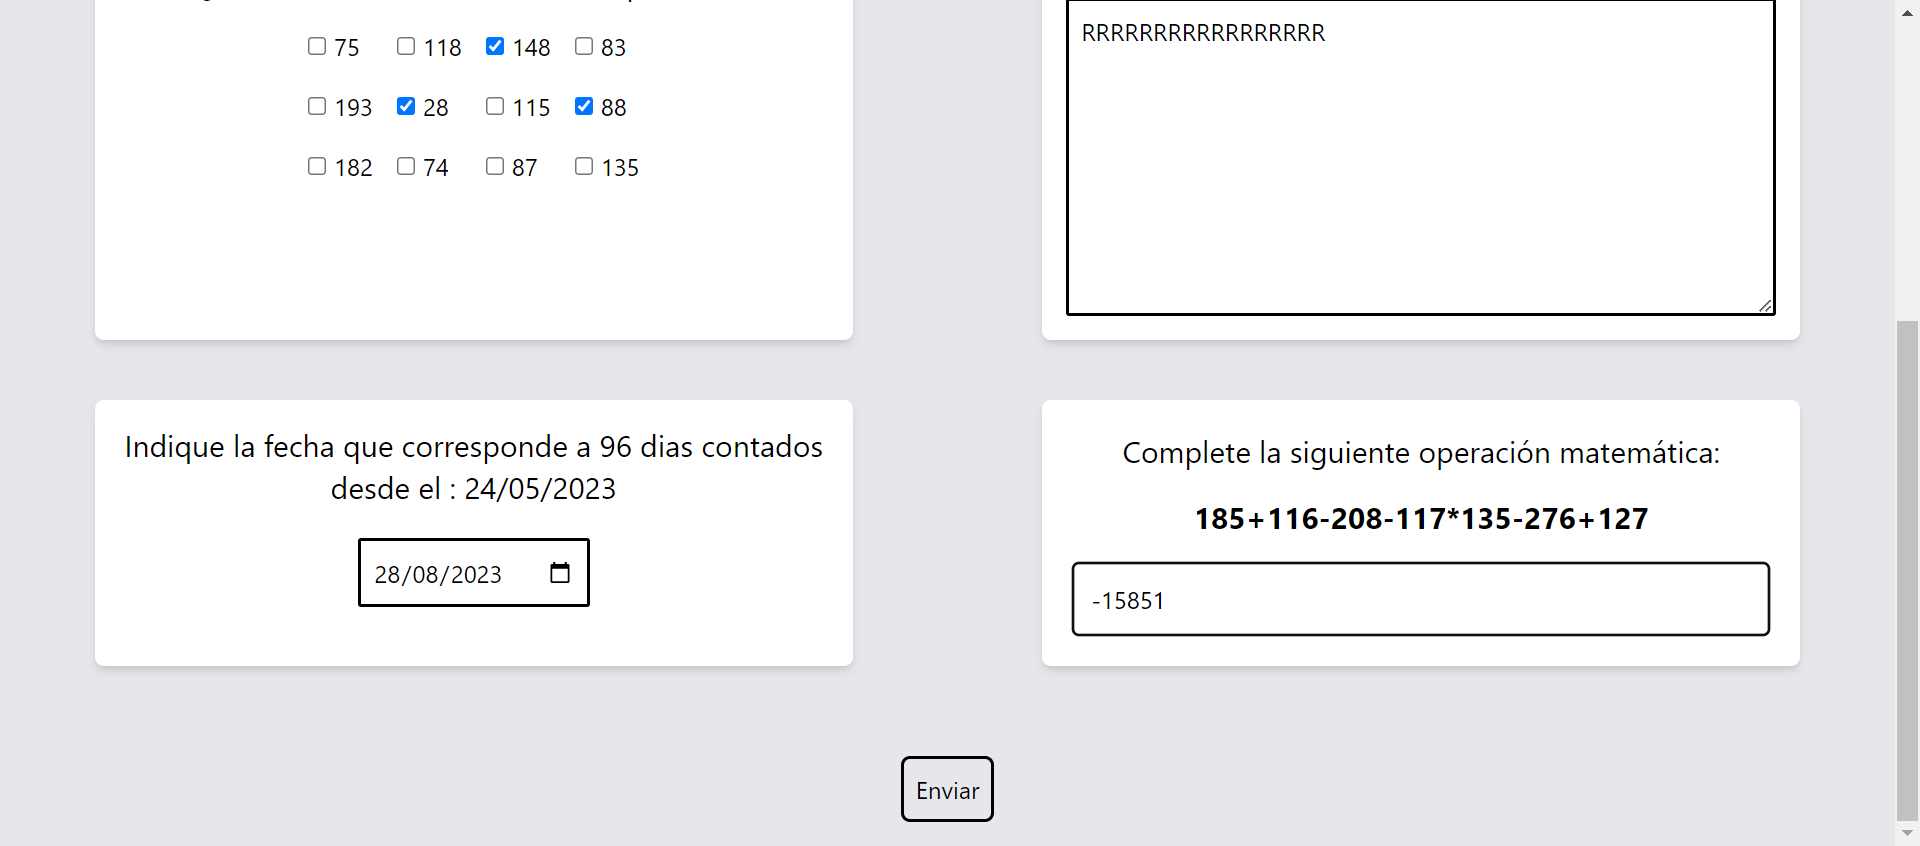 75 118 148 83
193 28 115 88
182 74 87 135
RRRRRRRRRRRRRRRRR
Indique la fecha que corresponde a 96 dias contados
desde el : 24/05/2023
28/08/2023
Complete la siguiente operación matemática:
185+116-208-117*135-276+127
-15851
Enviar